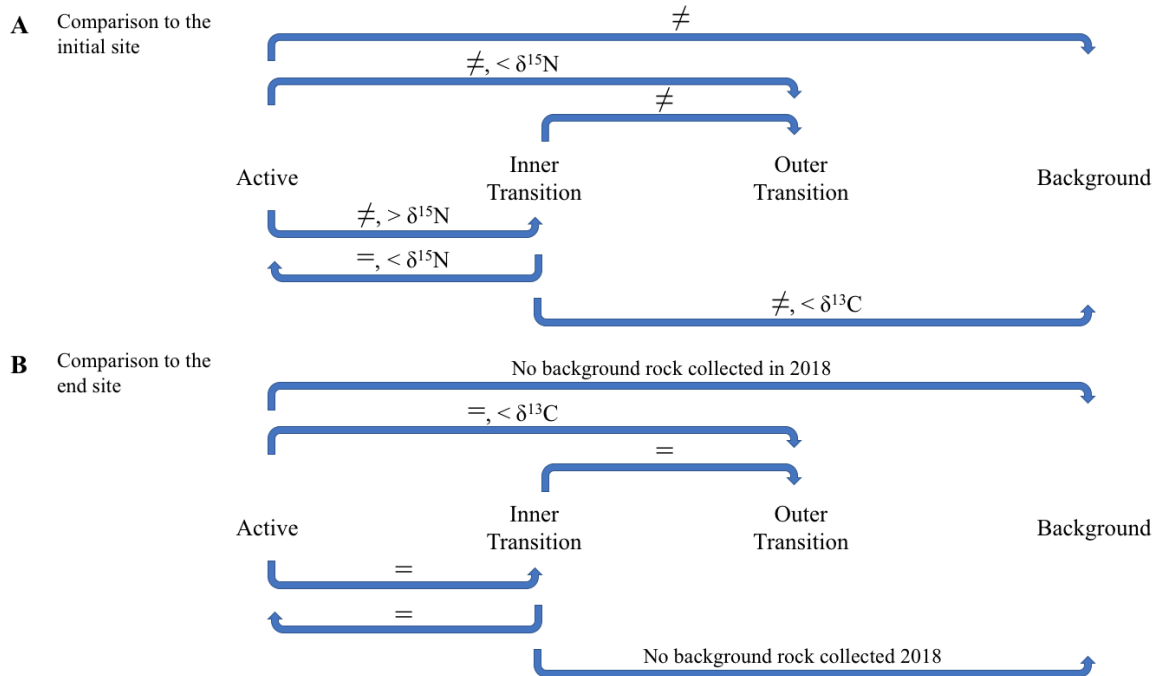 A Comparison to the
initial site
≠
≠, < δ¹⁵N
≠
Active
Inner
Transition
Outer
Transition
Background
≠, > δ¹⁵N
=, < δ¹⁵N
≠, < δ¹³C
B Comparison to the
end site
No background rock collected in 2018
=, < δ¹³C
=
Active
Inner
Transition
Outer
Transition
Background
=
=
No background rock collected 2018